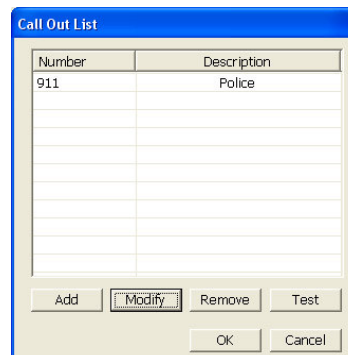 Call Out List
Number Description
911 Police
Add Modify Remove Test
OK Cancel